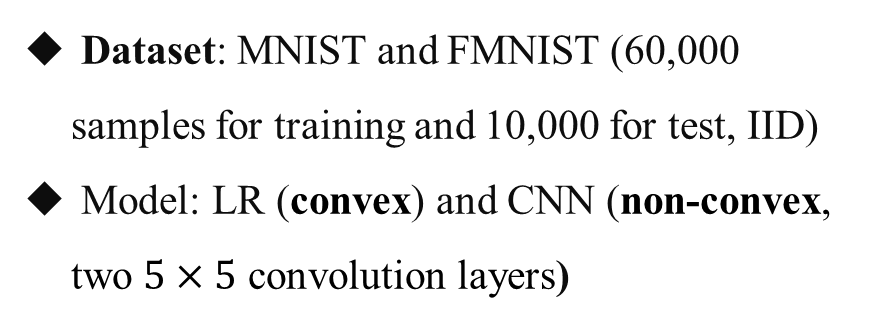 ◆ Dataset: MNIST and FMNIST (60,000
samples for training and 10,000 for test, IID)
◆ Model: LR (convex) and CNN (non-convex,
two 5 × 5 convolution layers)